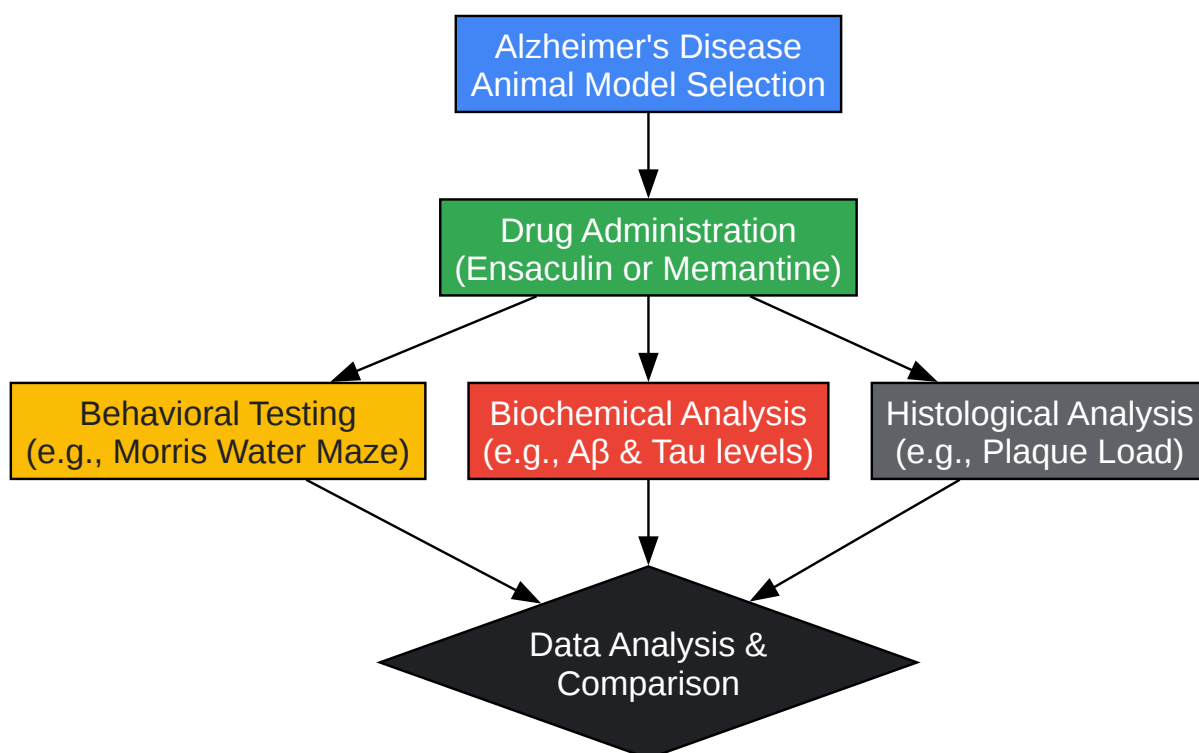 Alzheimer's Disease
Animal Model Selection
Drug Administration
(Ensaculin or Memantine)
Behavioral Testing
(e.g., Morris Water Maze)
Biochemical Analysis
(e.g., Aβ & Tau levels)
Histological Analysis
(e.g., Plaque Load)
Data Analysis &
Comparison